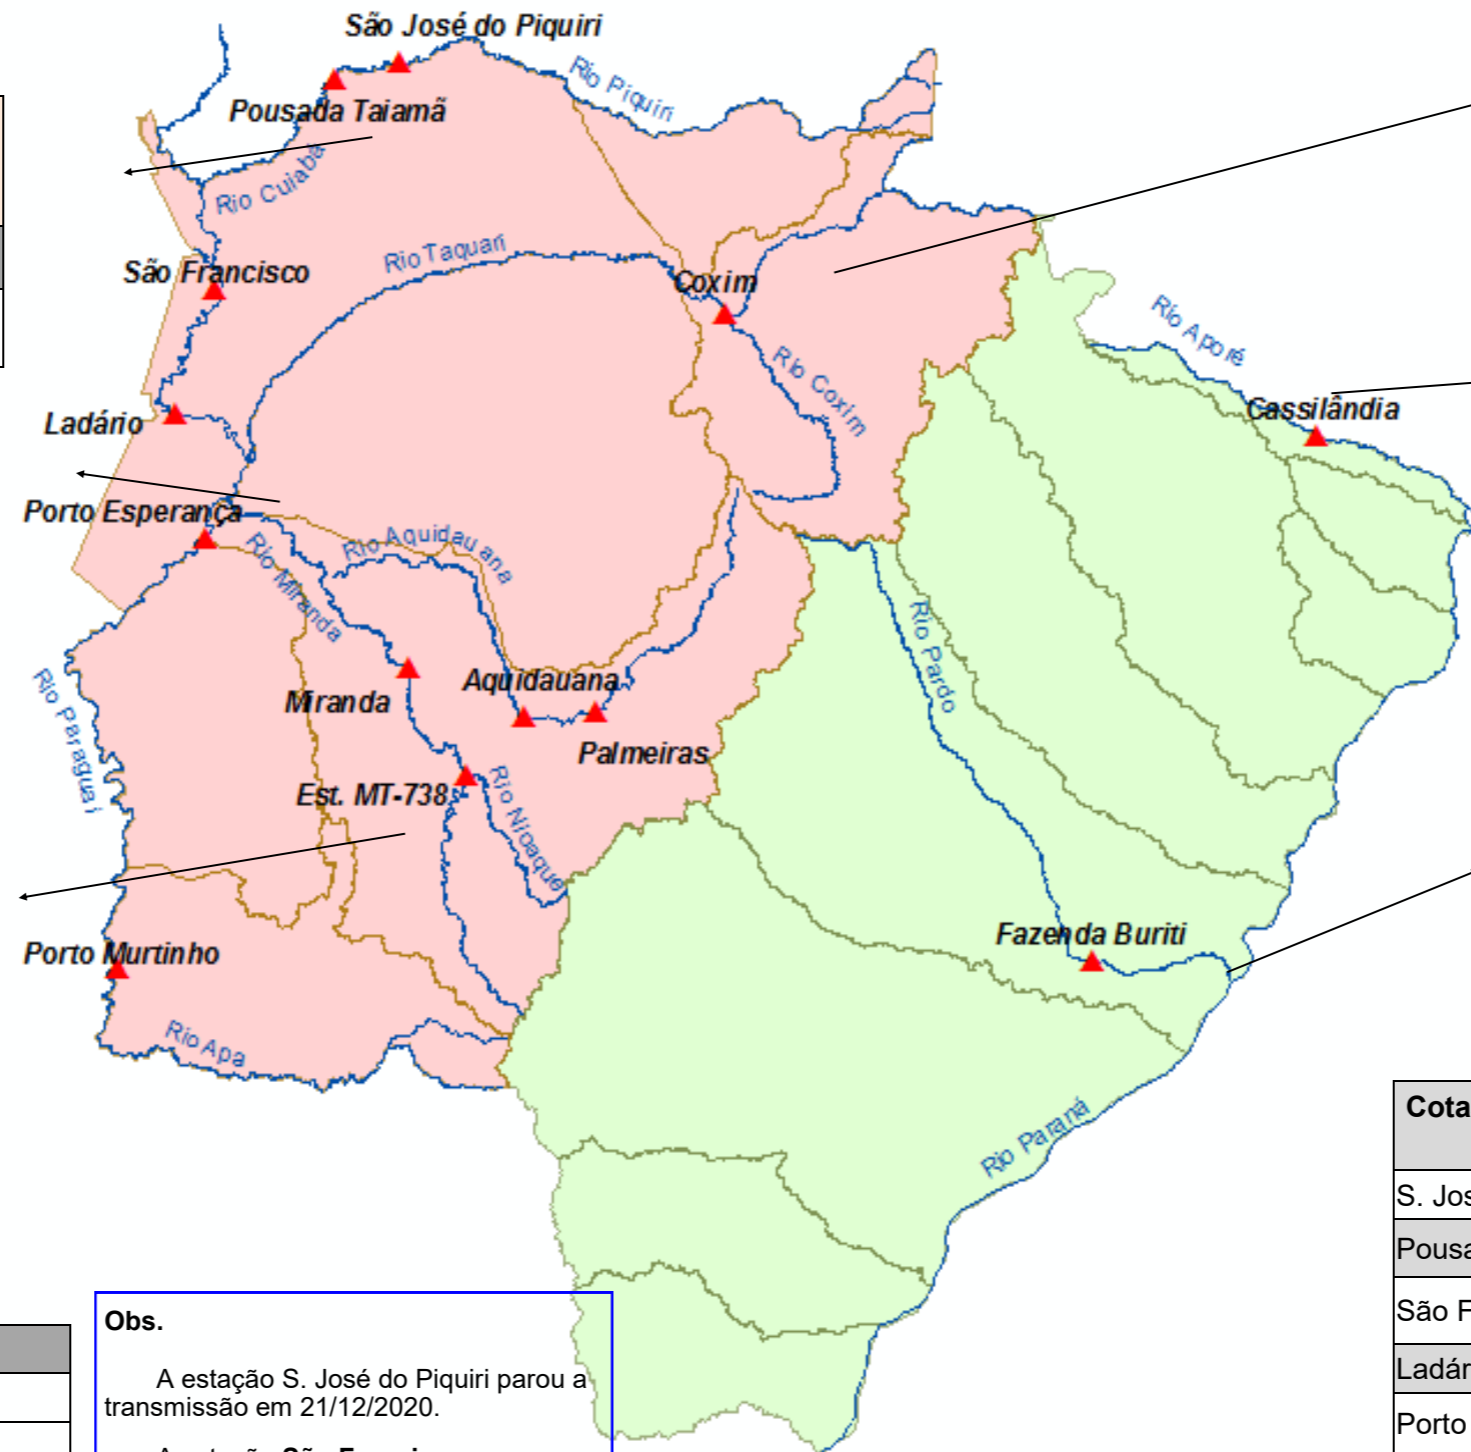 São José do Piquiri
Rio Piquiri
Pousada Taiamã
Rio Cuiabá
Rio Taquari
São Francisco
Coxim
Rio Aporé
Rio Coxim
Cassilândia
Ladário
Porto Esperança
Rio Aquidauana
Rio Miranda
Rio Pardo
Rio Paraguai
Miranda
Aquidauana
Palmeiras
Est. MT-738
Rio Nioaque
Porto Murtinho
Fazenda Buriti
Rio Apa
Rio Paraná
Cota
S. Jos
Pousa
São F
Ladár
Porto
Obs.
A estação S. José do Piquiri parou a
transmissão em 21/12/2020.